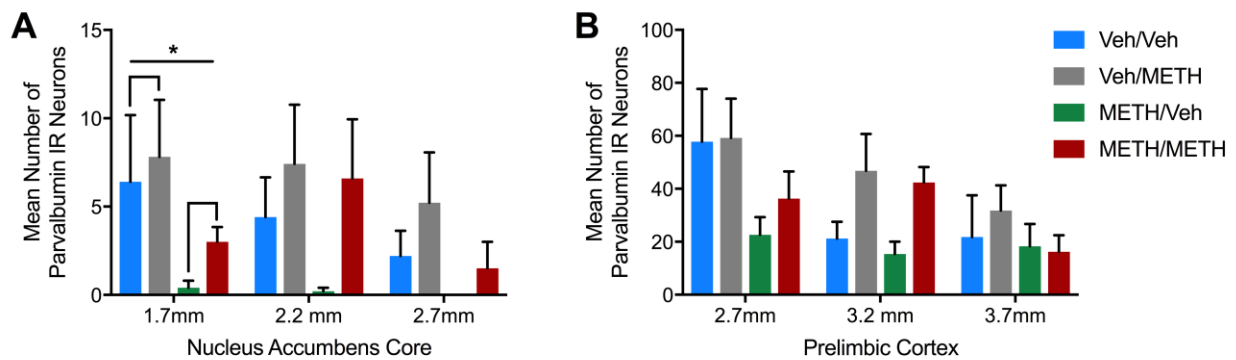 A
Mean Number of
Parvalbumin IR Neurons
15
10
5
0
*
1.7mm
2.2 mm
2.7mm
Nucleus Accumbens Core
B
Mean Number of
Parvalbumin IR Neurons
100
80
60
40
20
0
2.7mm
3.2 mm
3.7mm
Prelimbic Cortex
Veh/Veh
Veh/METH
METH/Veh
METH/METH